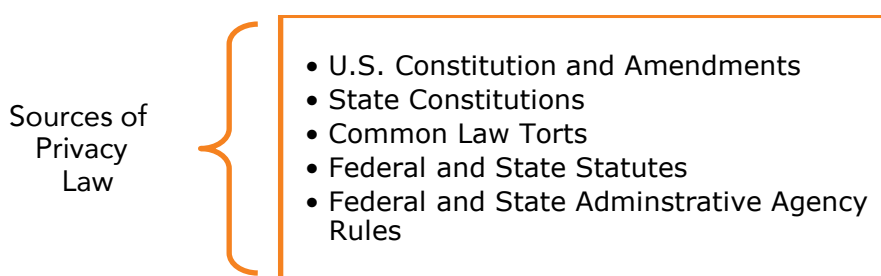 Sources of
Privacy
Law
• U.S. Constitution and Amendments
• State Constitutions
• Common Law Torts
• Federal and State Statutes
• Federal and State Adminstrative Agency
Rules